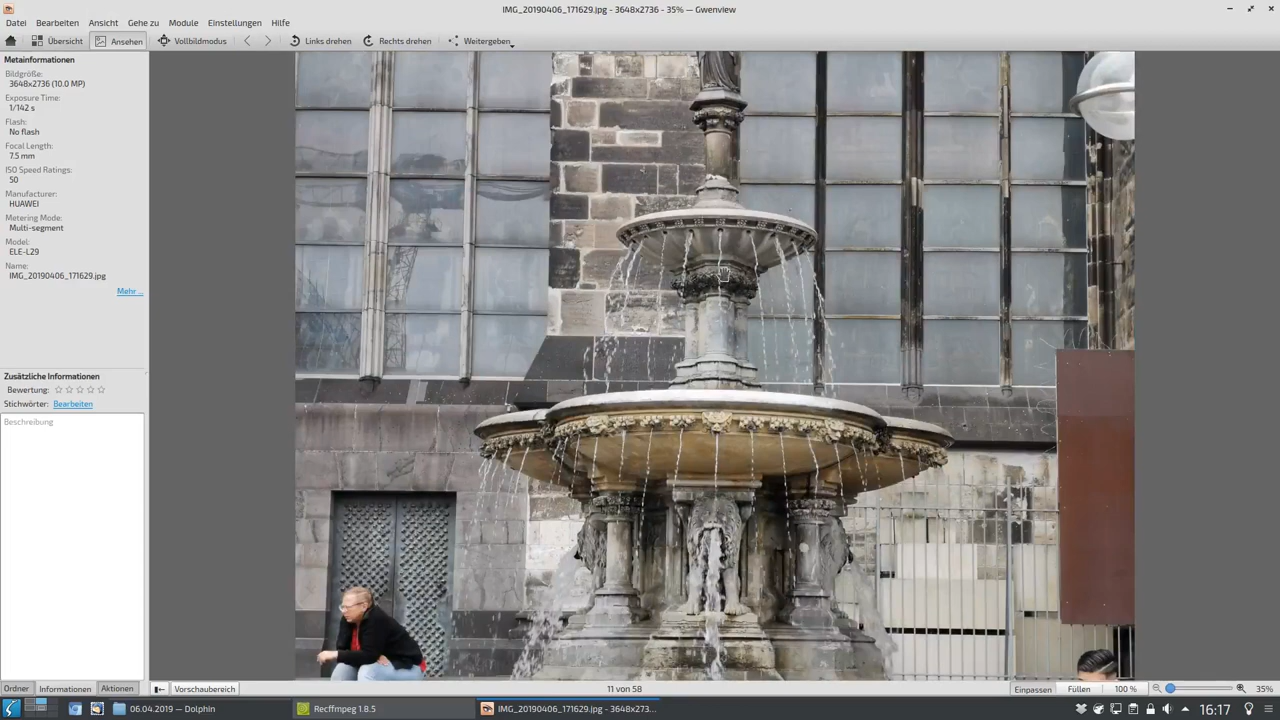 IMG_20190406_171629.jpg - 3648x2736 - 35% — Gwenview
Datei Bearbeiten Ansicht Gehe zu Module Einstellungen Hilfe
Übersicht Ansehen Vollbildmodus Links drehen Rechts drehen Weitergeben
Metainformationen
Bildgröße:
3648x2736 (10.0 MP)
Exposure Time:
1/142 s
Flash:
No flash
Focal Length:
7.5 mm
ISO Speed Ratings:
50
Manufacturer:
HUAWEI
Metering Mode:
Multi-segment
Model:
ELE-L29
Name:
IMG_20190406_171629.jpg
Mehr ...
Zusätzliche Informationen
Bewertung:
Stichwörter: Bearbeiten
Beschreibung
Ordner Informationen Aktionen Vorschaubereich 11 von 58 Einpassen Füllen 100 % 35%
06.04.2019 — Dolphin Recffmpeg 1.8.5 IMG_20190406_171629.jpg - 3648x273... 16:17